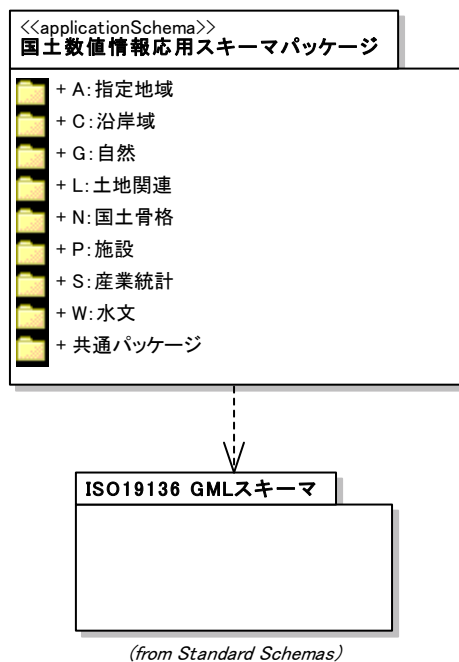 <<applicationSchema>>
国土数値情報応用スキーマパッケージ
+ A:指定地域
+ C:沿岸域
+ G:自然
+ L:土地関連
+ N:国土骨格
+ P:施設
+ S:産業統計
+ W:水文
+ 共通パッケージ
ISO19136 GMLスキーマ
(from Standard Schemas)